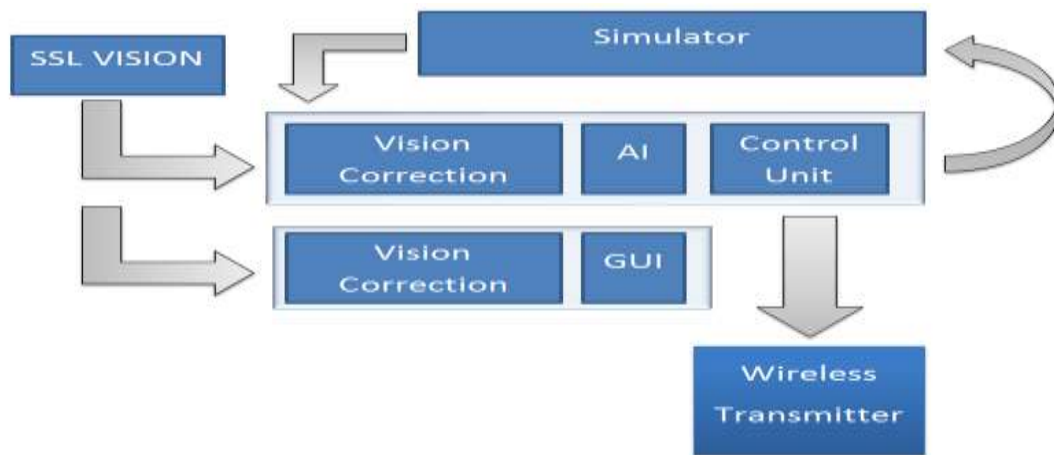 SSL VISION
Simulator
Vision
Correction
AI
Control
Unit
Vision
Correction
GUI
Wireless
Transmitter